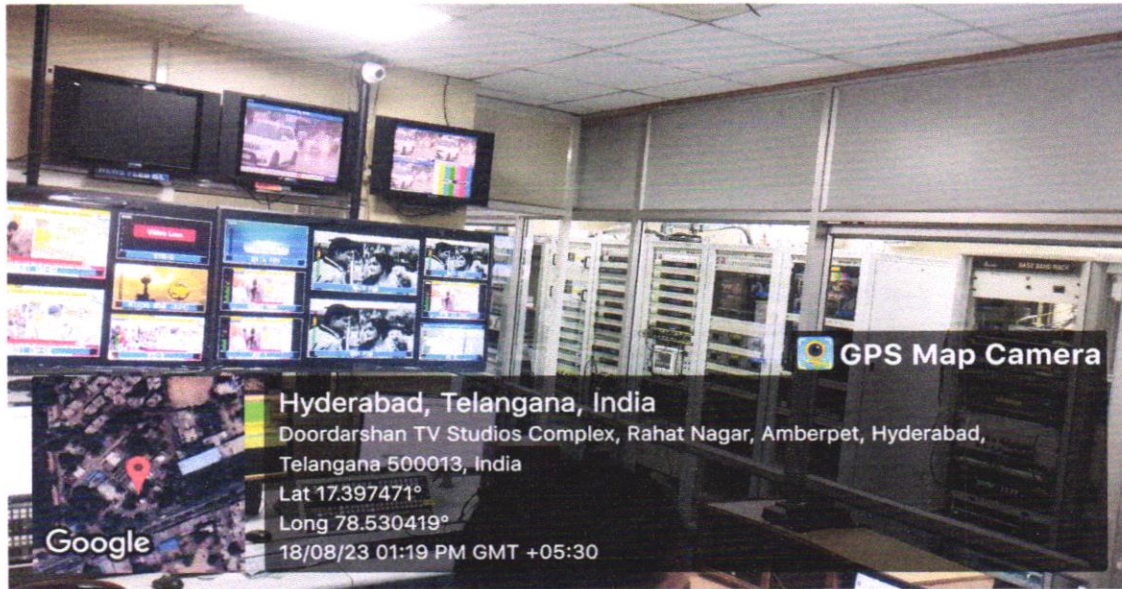 Video Loss
BASE BAND RACK
GPS Map Camera
Hyderabad, Telangana, India
Doordarshan TV Studios Complex, Rahat Nagar, Amberpet, Hyderabad,
Telangana 500013, India
Lat 17.397471°
Long 78.530419°
18/08/23 01:19 PM GMT +05:30
Google